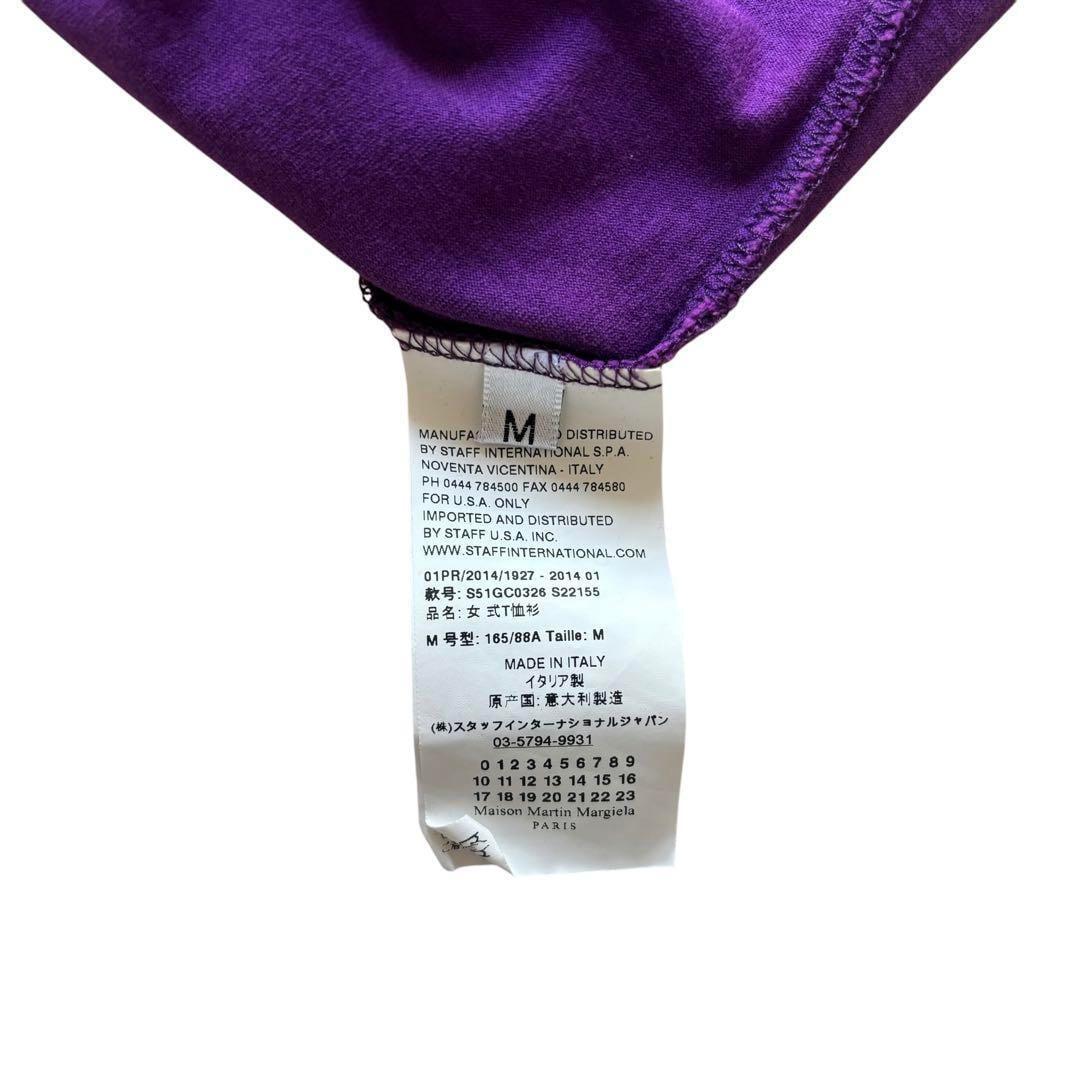 M
DISTRIBUTED
BY STAFF INTERNATIONAL S.P.A.
NOVENTA VICENTINA - ITALY
PH 0444 784500 FAX 0444 784580
FOR U.S.A. ONLY
IMPORTED AND DISTRIBUTED
BY STAFF U.S.A. INC.
WWW.STAFFINTERNATIONAL.COM
01PR/2014/1927 - 2014 01
款号: S51GC0326 S22155
品名: 女 式T恤衫
M 号型: 165/88A Taille: M
MADE IN ITALY
イタリア製
原产国: 意大利製造
(株)スタッフインターナショナルジャパン
03-5794-9931
0 1 2 3 4 5 6 7 8 9
10 11 12 13 14 15 16
17 18 19 20 21 22 23
Maison Martin Margiela
PARIS